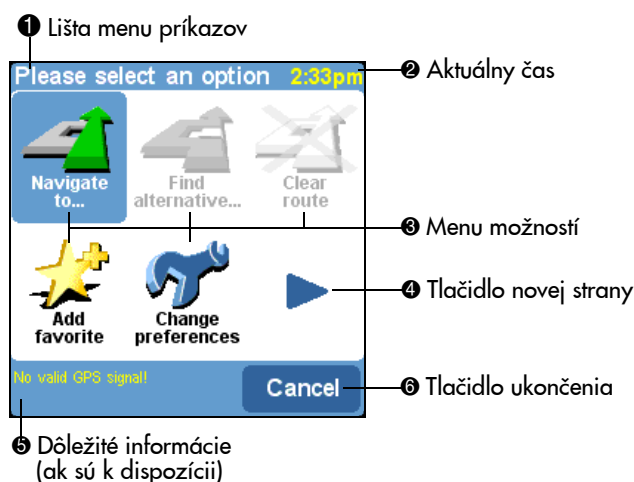 ❶ Lišta menu príkazov
Please select an option 2:33pm
❷ Aktuálny čas
Navigate to...
Find alternative...
Clear route
❸ Menu možností
❹ Tlačidlo novej strany
Add favorite
Change preferences
No valid GPS signal!
Cancel
❻ Tlačidlo ukončenia
❺ Dôležité informácie
(ak sú k dispozícii)